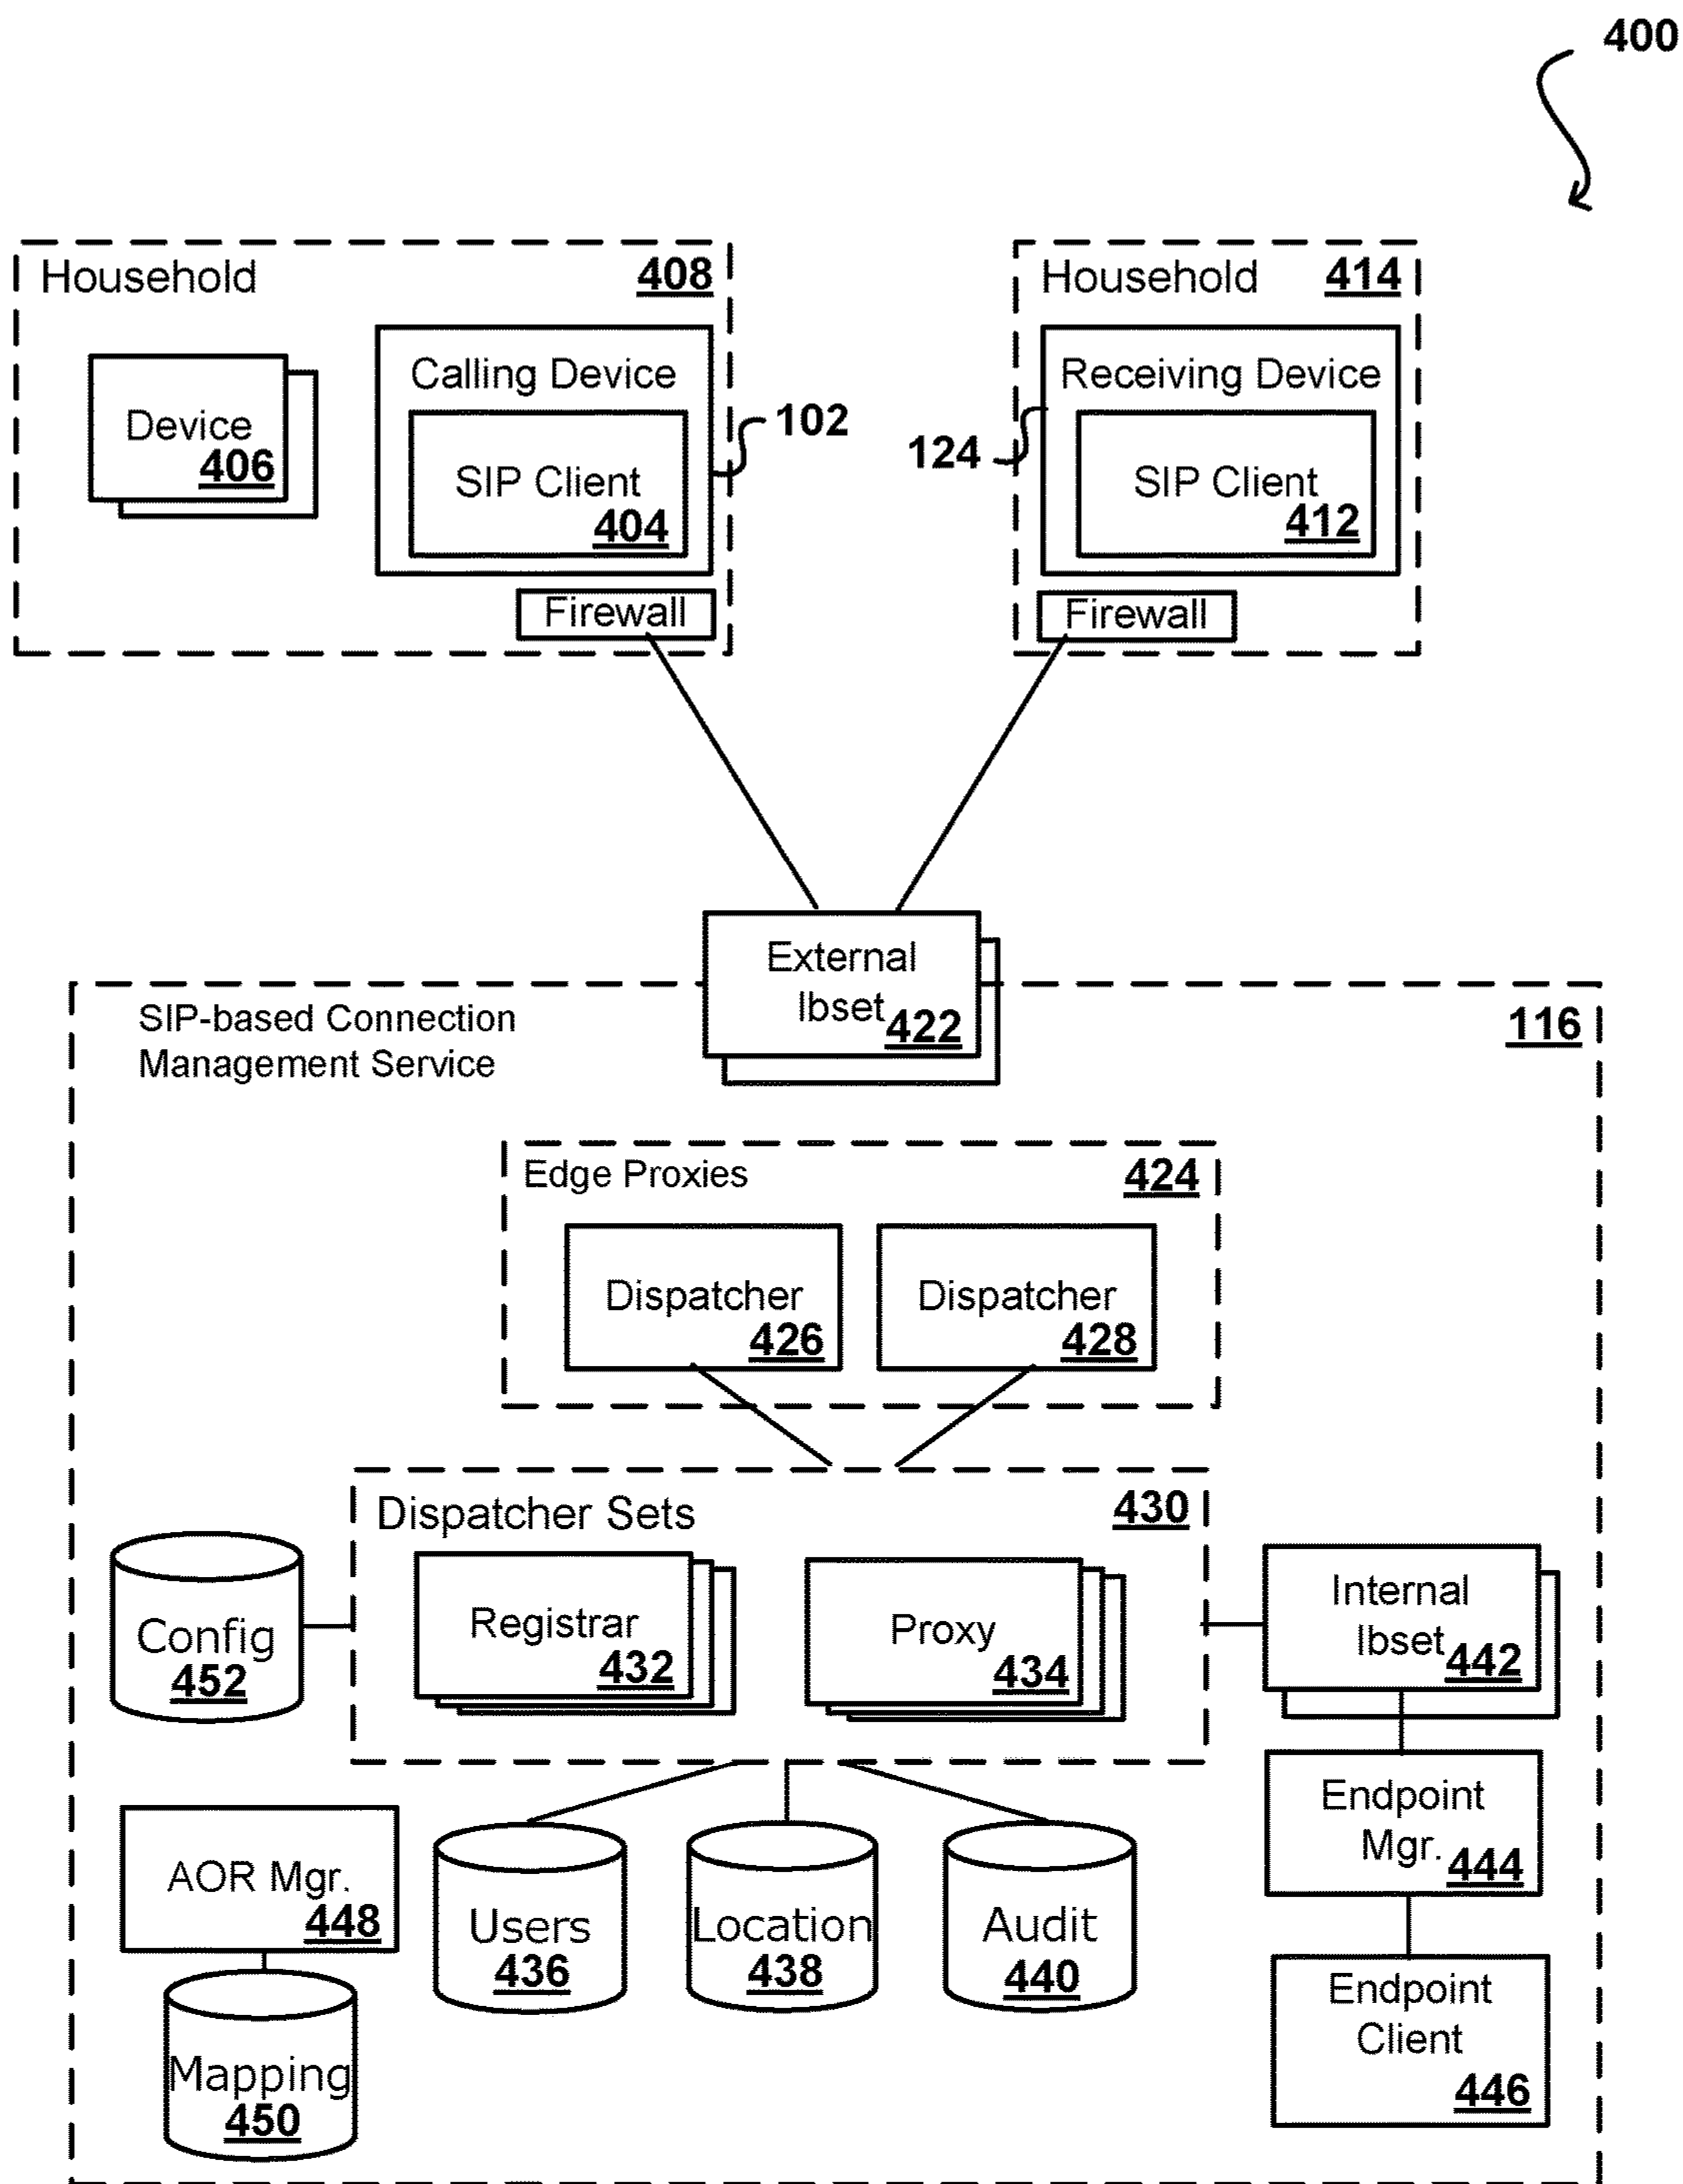 400
Household 408
Household 414
Calling Device
Receiving Device
Device
406
102
124
SIP Client
404
SIP Client
412
Firewall
Firewall
External
lbset
422
SIP-based Connection
Management Service
116
Edge Proxies
424
Dispatcher
426
Dispatcher
428
Dispatcher Sets
430
Config
452
Registrar
432
Proxy
434
Internal
lbset
442
Endpoint
Mgr.
444
AOR Mgr.
448
Users
436
Location
438
Audit
440
Endpoint
Client
446
Mapping
450